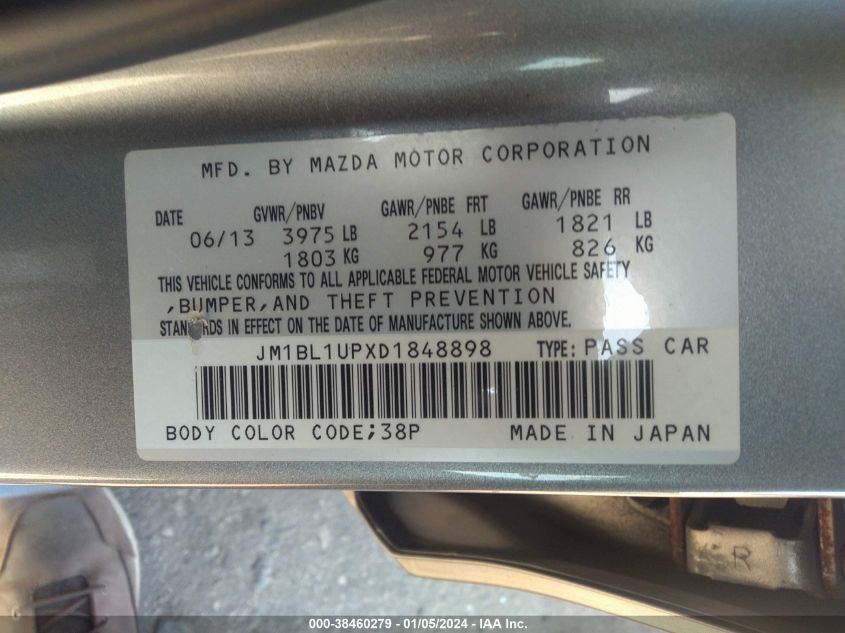 MFD. BY MAZDA MOTOR CORPORATION
DATE GVWR/PNBV GAWR/PNBE FRT GAWR/PNBE RR
06/13 3975 LB 2154 LB 1821 LB
1803 KG 977 KG 826 KG
THIS VEHICLE CONFORMS TO ALL APPLICABLE FEDERAL MOTOR VEHICLE SAFETY
,BUMPER,AND THEFT PREVENTION
STANDARDS IN EFFECT ON THE DATE OF MANUFACTURE SHOWN ABOVE.
JM1BL1UPXD1848898 TYPE: PASS CAR
BODY COLOR CODE;38P MADE IN JAPAN
R
000-38460279 - 01/05/2024 - IAA Inc.